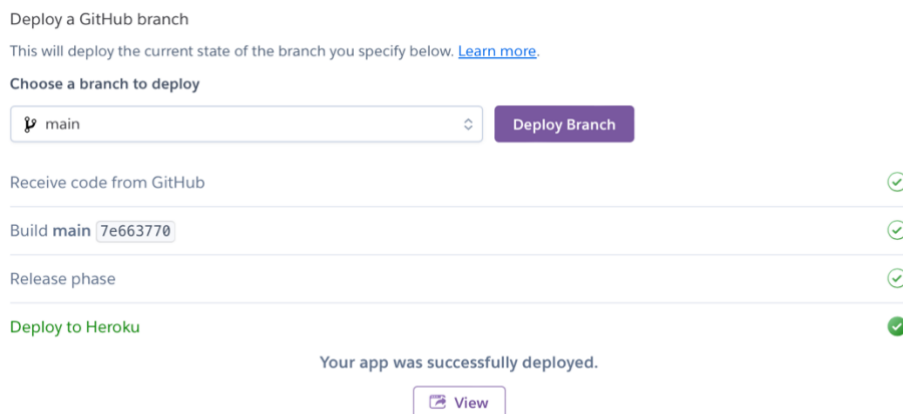 Deploy a GitHub branch
This will deploy the current state of the branch you specify below. Learn more.
Choose a branch to deploy
main
Deploy Branch
Receive code from GitHub
Build main 7e663770
Release phase
Deploy to Heroku
Your app was successfully deployed.
View